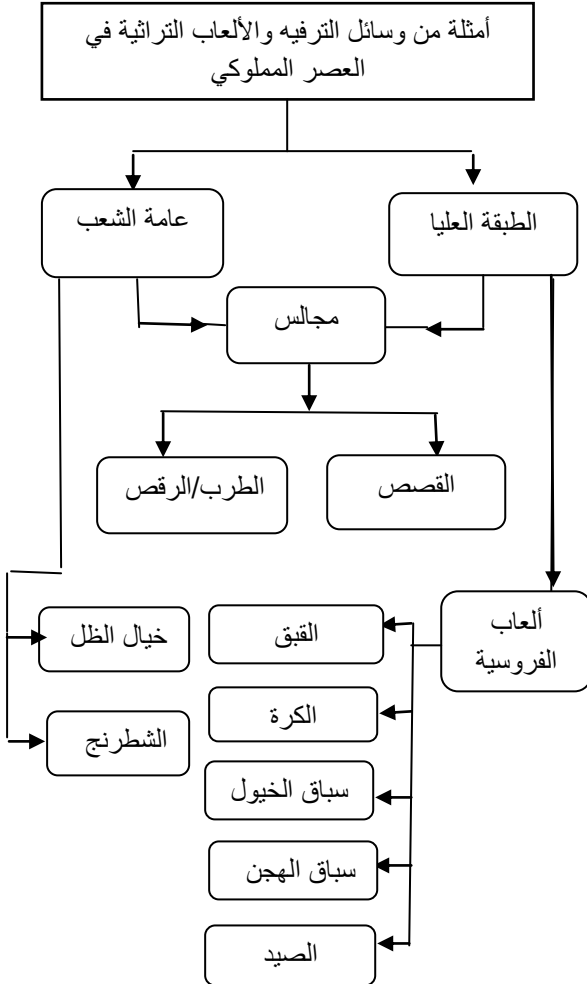 أمثلة من وسائل الترفيه والألعاب التراثية في
العصر المملوكي
الطبقة العليا
عامة الشعب
مجالس
القصص
الطرب/الرقص
ألعاب
الفروسية
القبق
الكرة
سباق الخيول
سباق الهجن
الصيد
خيال الظل
الشطرنج